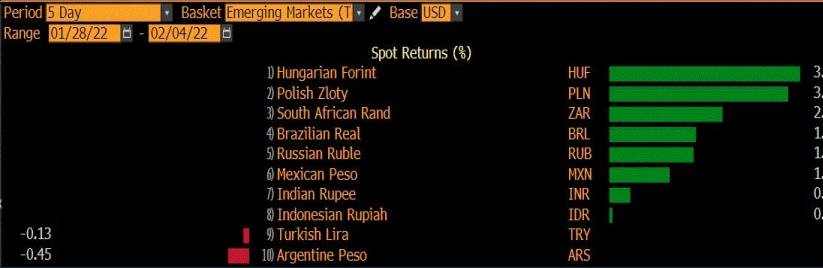 Period 5 Day Basket Emerging Markets (T Base USD
Range 01/28/22 - 02/04/22
Spot Returns (%)
1) Hungarian Forint HUF 3.
2) Polish Zloty PLN 3.
3) South African Rand ZAR 2.
4) Brazilian Real BRL 1.
5) Russian Ruble RUB 1.
6) Mexican Peso MXN 1.
7) Indian Rupee INR 0.
8) Indonesian Rupiah IDR 0.
-0.13 9) Turkish Lira TRY
-0.45 10) Argentine Peso ARS